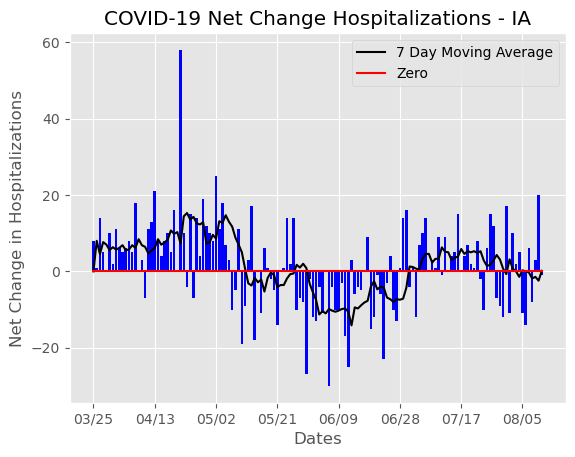 COVID-19 Net Change Hospitalizations - IA
7 Day Moving Average
Zero
Net Change in Hospitalizations
60
40
20
0
−20
03/25 04/13 05/02 05/21 06/09 06/28 07/17 08/05
Dates